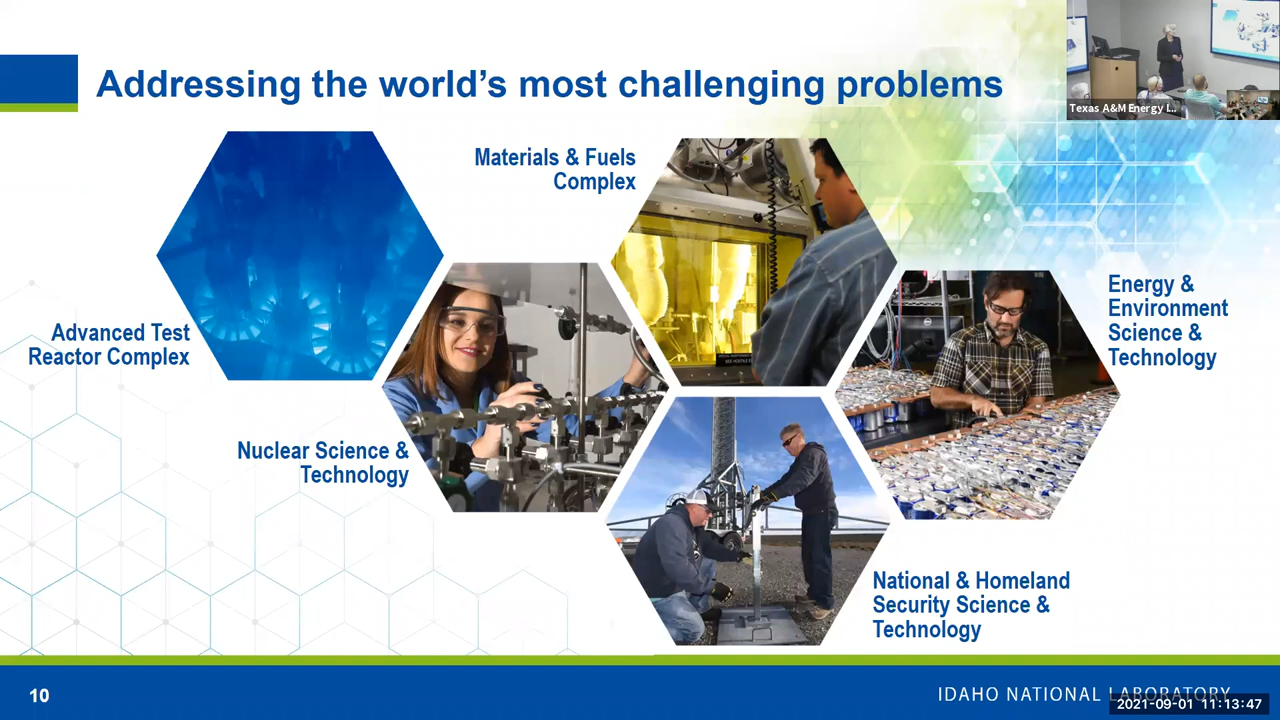 Addressing the world's most challenging problems
Texas A&M Energy I...
Materials & Fuels
Complex
Energy &
Environment
Science &
Technology
Advanced Test
Reactor Complex
Nuclear Science &
Technology
National & Homeland
Security Science &
Technology
10
IDAHO NATIONAL LABORATORY
2021-09-01 11:13:47